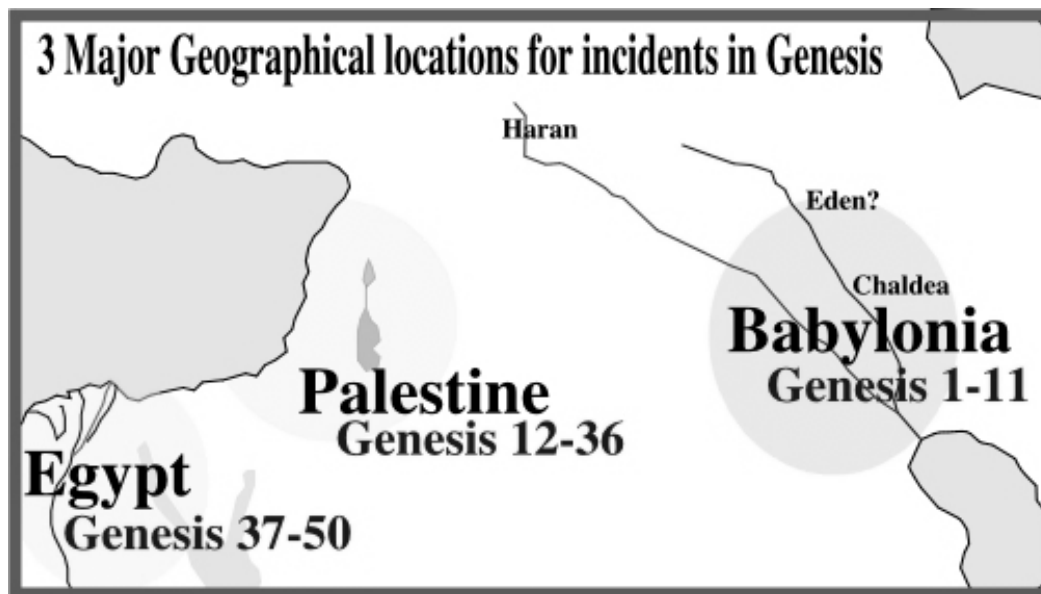 3 Major Geographical locations for incidents in Genesis
Haran
Eden?
Chaldea
Babylonia
Genesis 1-11
Palestine
Genesis 12-36
Egypt
Genesis 37-50